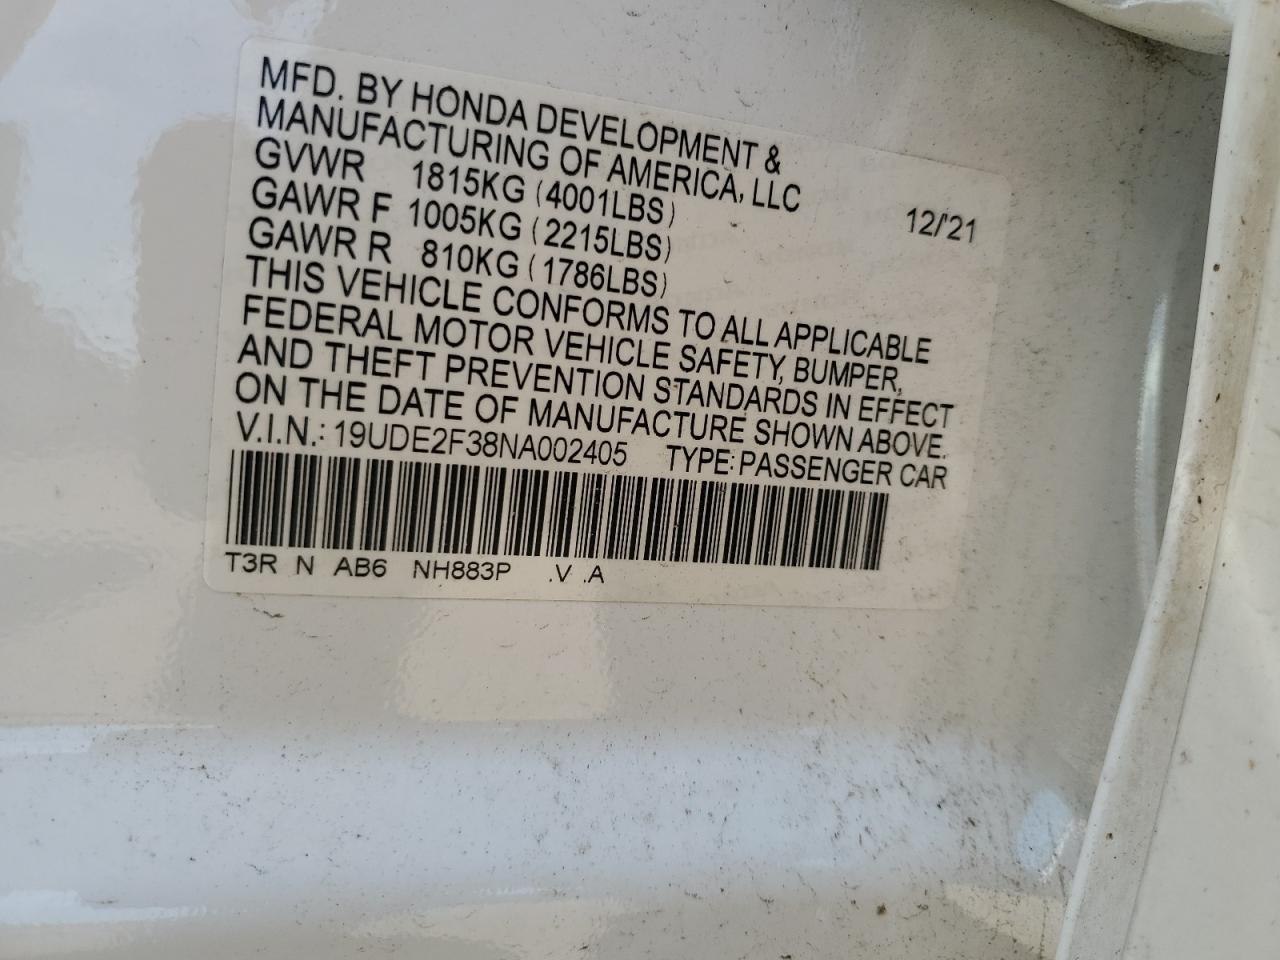 MFD. BY HONDA DEVELOPMENT &
MANUFACTURING OF AMERICA, LLC
GVWR 1815KG (4001LBS) 12/'21
GAWR F 1005KG (2215LBS)
GAWR R 810KG (1786LBS)
THIS VEHICLE CONFORMS TO ALL APPLICABLE
FEDERAL MOTOR VEHICLE SAFETY, BUMPER,
AND THEFT PREVENTION STANDARDS IN EFFECT
ON THE DATE OF MANUFACTURE SHOWN ABOVE.
V.I.N.: 19UDE2F38NA002405 TYPE: PASSENGER CAR
T3R N AB6 NH883P .V .A